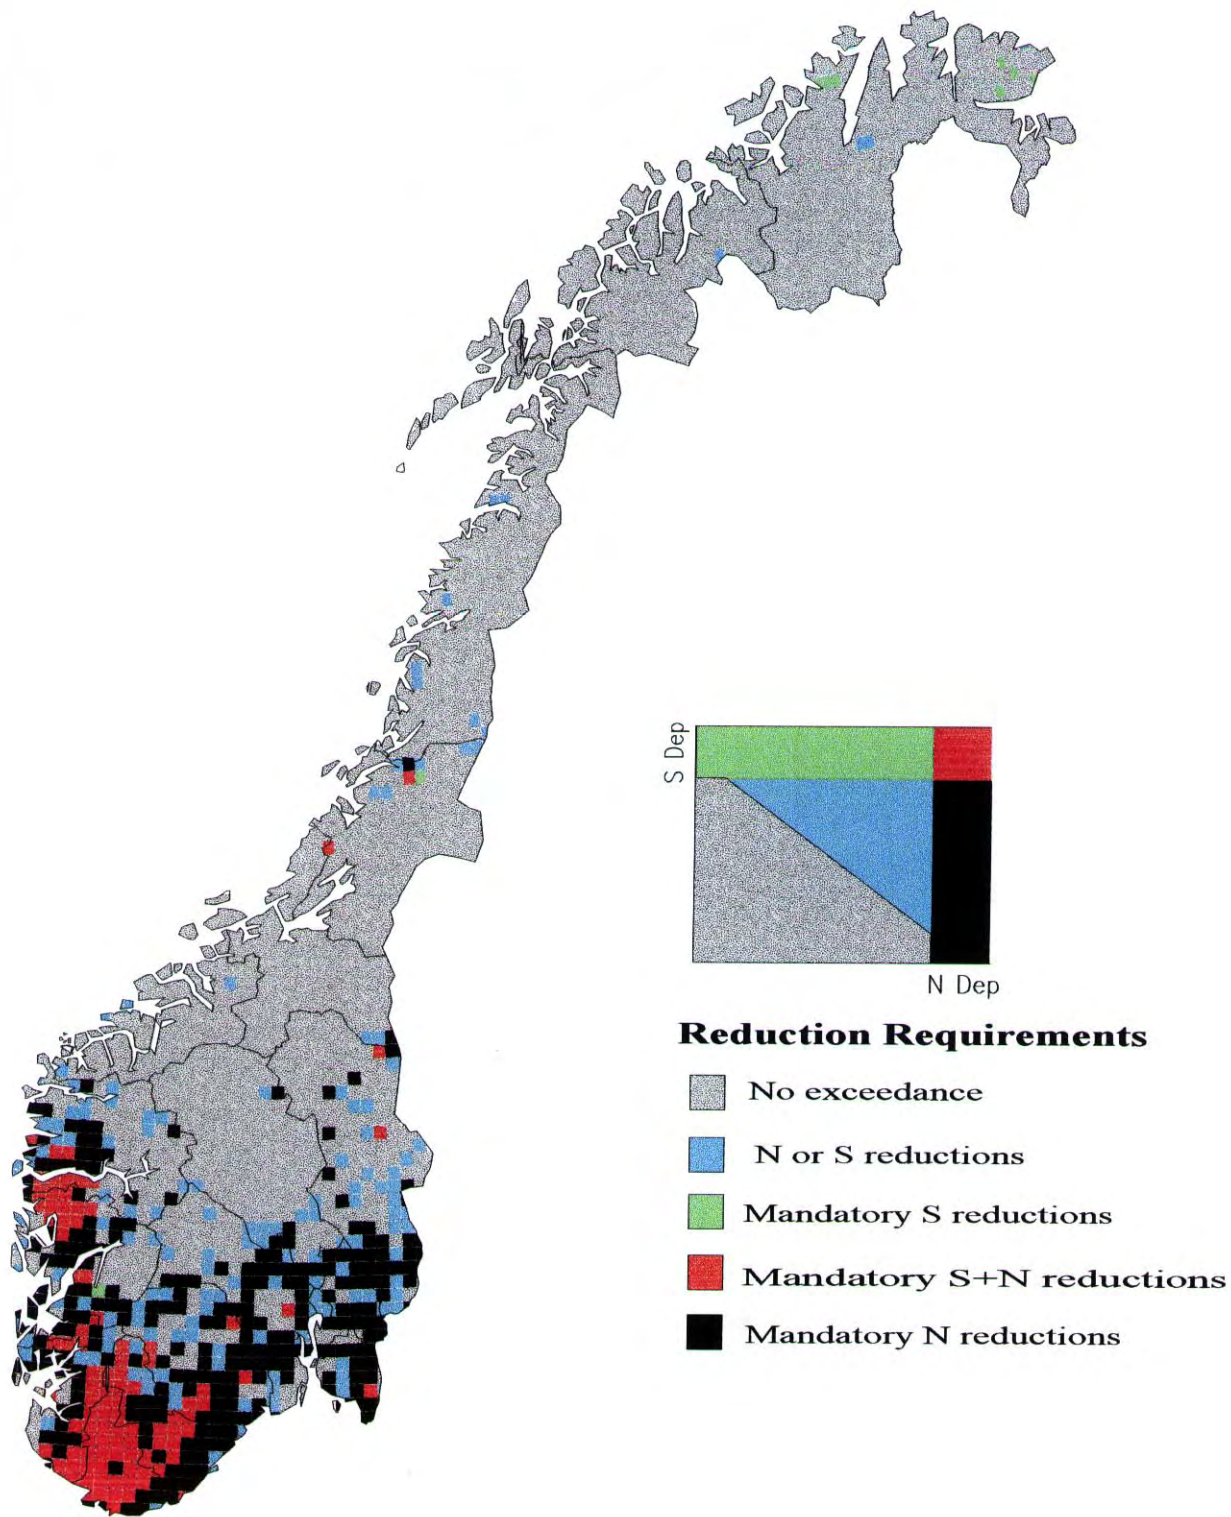 S Dep
N Dep
Reduction Requirements
No exceedance
N or S reductions
Mandatory S reductions
Mandatory S+N reductions
Mandatory N reductions